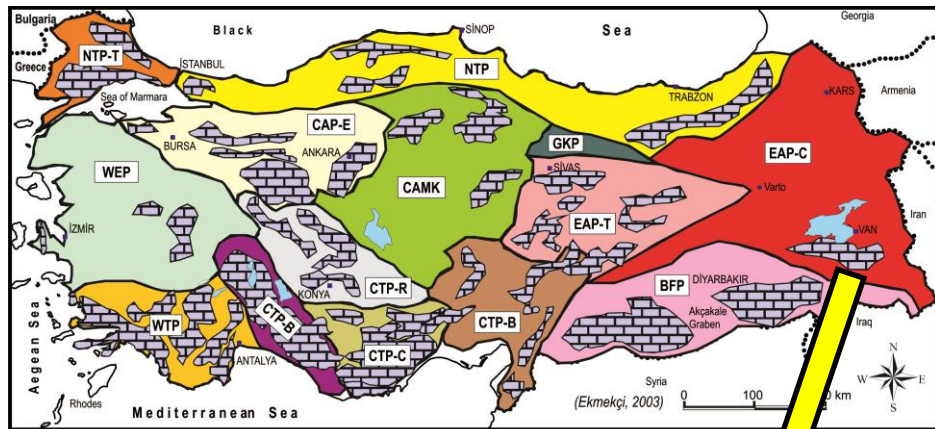 Bulgaria
Black
Sea
Georgia
SİNOP
NTP-T
Greece
İSTANBUL
NTP
Sea of Marmara
TRABZON
KARS
Armenia
CAP-E
BURSA
ANKARA
GKP
EAP-C
WEP
CAMK
SİVAS
Varto
Iran
İZMİR
EAP-T
VAN
CTP-R
KONYA
BFP
DİYARBAKIR
Akçakale
Graben
Iraq
Aegean Sea
WTP
CTP-B
CTP-B
CTP-C
ANTALYA
N
W
E
S
Rhodes
Syria
0 km
(Ekmekçi, 2003)
Mediterranean Sea